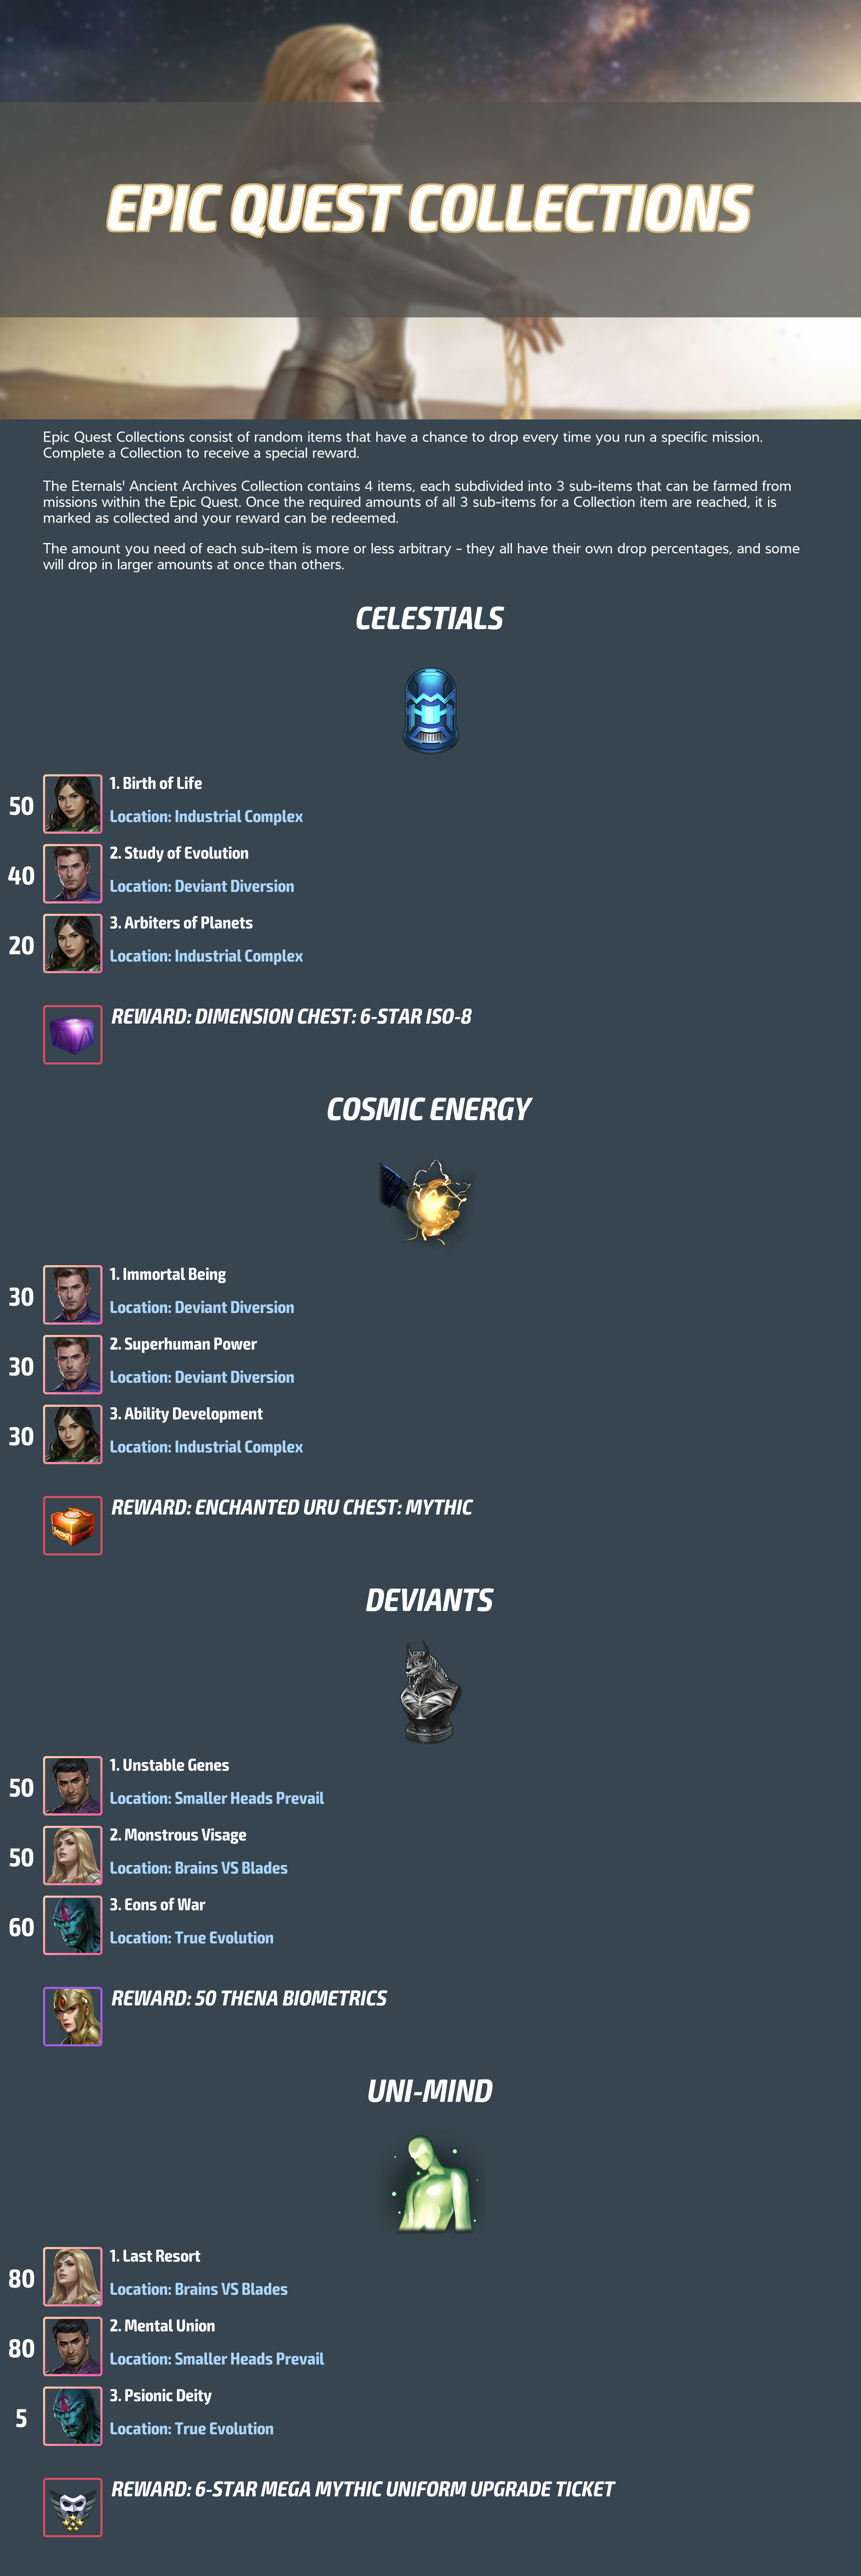 EPIC QUEST COLLECTIONS
Epic Quest Collections consist of random items that have a chance to drop every time you run a specific mission.
Complete a Collection to receive a special reward.
The Eternals' Ancient Archives Collection contains 4 items, each subdivided into 3 sub-items that can be farmed from
missions within the Epic Quest. Once the required amounts of all 3 sub-items for a Collection item are reached, it is
marked as collected and your reward can be redeemed.
The amount you need of each sub-item is more or less arbitrary - they all have their own drop percentages, and some
will drop in larger amounts at once than others.
CELESTIALS
50
1. Birth of Life
Location: Industrial Complex
40
2. Study of Evolution
Location: Deviant Diversion
20
3. Arbiters of Planets
Location: Industrial Complex
REWARD: DIMENSION CHEST: 6-STAR ISO-8
COSMIC ENERGY
30
1. Immortal Being
Location: Deviant Diversion
30
2. Superhuman Power
Location: Deviant Diversion
30
3. Ability Development
Location: Industrial Complex
REWARD: ENCHANTED URU CHEST: MYTHIC
DEVIANTS
50
1. Unstable Genes
Location: Smaller Heads Prevail
50
2. Monstrous Visage
Location: Brains VS Blades
60
3. Eons of War
Location: True Evolution
REWARD: 50 THENA BIOMETRICS
UNI-MIND
80
1. Last Resort
Location: Brains VS Blades
80
2. Mental Union
Location: Smaller Heads Prevail
5
3. Psionic Deity
Location: True Evolution
REWARD: 6-STAR MEGA MYTHIC UNIFORM UPGRADE TICKET